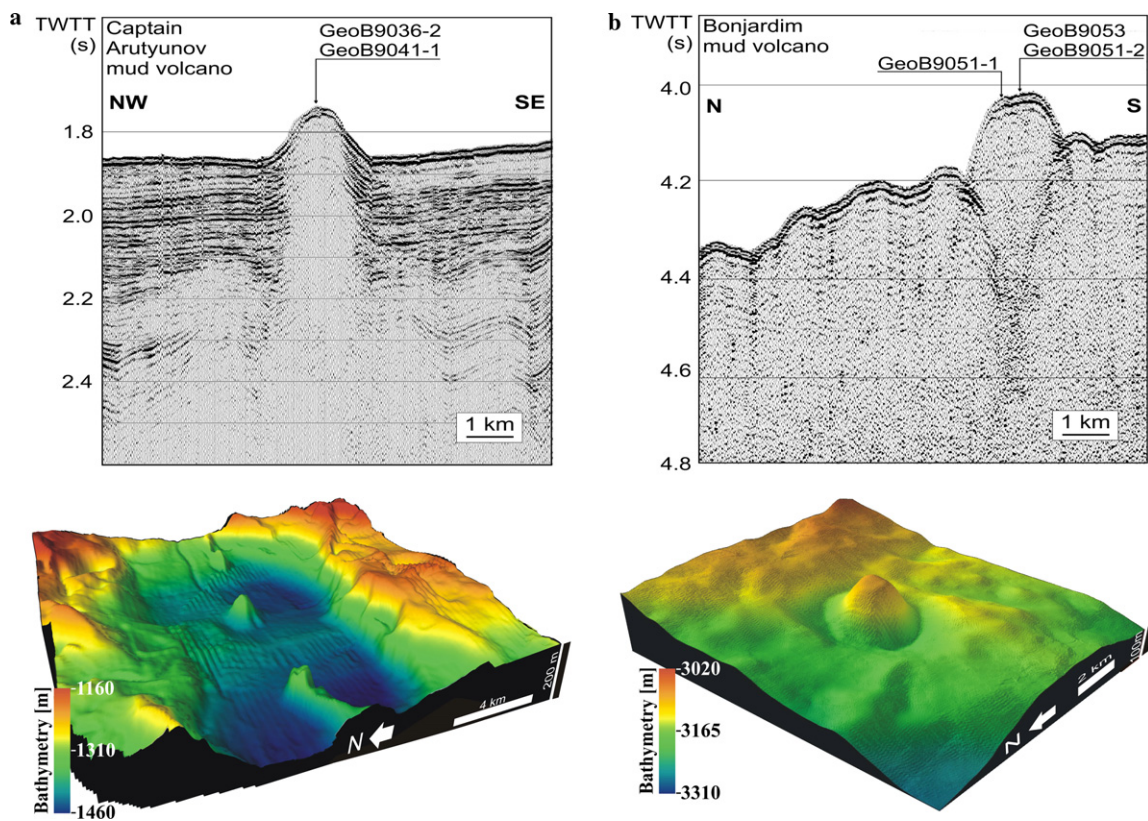 a
TWTT
(s)
Captain
Arutyunov
mud volcano
GeoB9036-2
GeoB9041-1
NW
SE
1.8
2.0
2.2
2.4
1 km
b
TWTT
(s)
Bonjardim
mud volcano
GeoB9053
GeoB9051-2
GeoB9051-1
N
S
4.0
4.2
4.4
4.6
4.8
1 km
Bathymetry [m]
-1160
-1310
-1460
N
4 km
200 m
Bathymetry [m]
-3020
-3165
-3310
N
2 km
100m